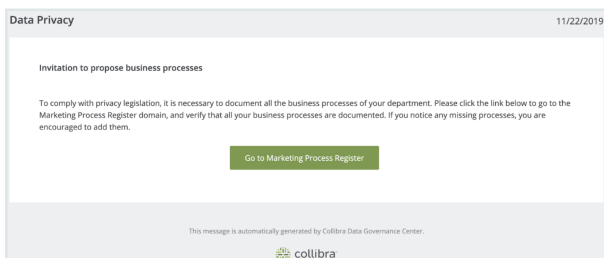 Data Privacy
11/22/2019
Invitation to propose business processes
To comply with privacy legislation, it is necessary to document all the business processes of your department. Please click the link below to go to the
Marketing Process Register domain, and verify that all your business processes are documented. If you notice any missing processes, you are
encouraged to add them.
Go to Marketing Process Register
This message is automatically generated by Collibra Data Governance Center.
collibra